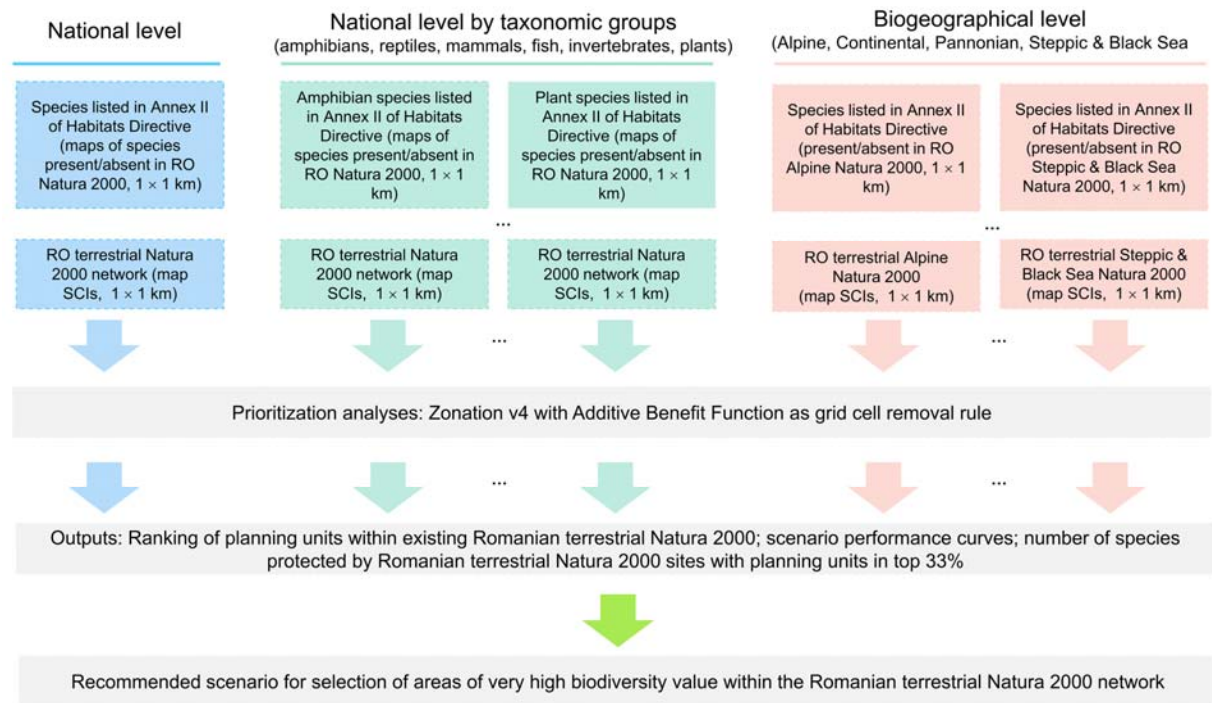 National level
National level by taxonomic groups
(amphibians, reptiles, mammals, fish, invertebrates, plants)
Biogeographical level
(Alpine, Continental, Pannonian, Steppic & Black Sea
Species listed in Annex II
of Habitats Directive
(maps of species
present/absent in RO
Natura 2000, 1 × 1 km)
Amphibian species listed
in Annex II of Habitats
Directive (maps of
species present/absent in
RO Natura 2000, 1 × 1
km)
Plant species listed in
Annex II of Habitats
Directive (maps of
species present/absent in
RO Natura 2000, 1 × 1
km)
Species listed in Annex II
of Habitats Directive
(present/absent in RO
Alpine Natura 2000, 1 × 1
km)
Species listed in Annex II
of Habitats Directive
(present/absent in RO
Steppic & Black Sea
Natura 2000, 1 × 1 km)
...
...
RO terrestrial Natura
2000 network (map
SCIs, 1 × 1 km)
RO terrestrial Natura
2000 network (map
SCIs, 1 × 1 km)
RO terrestrial Natura
2000 network (map
SCIs, 1 × 1 km)
RO terrestrial Alpine
Natura 2000
(map SCIs, 1 × 1 km)
RO terrestrial Steppic &
Black Sea Natura 2000
(map SCIs, 1 × 1 km)
...
...
Prioritization analyses: Zonation v4 with Additive Benefit Function as grid cell removal rule
...
...
Outputs: Ranking of planning units within existing Romanian terrestrial Natura 2000; scenario performance curves; number of species
protected by Romanian terrestrial Natura 2000 sites with planning units in top 33%
Recommended scenario for selection of areas of very high biodiversity value within the Romanian terrestrial Natura 2000 network